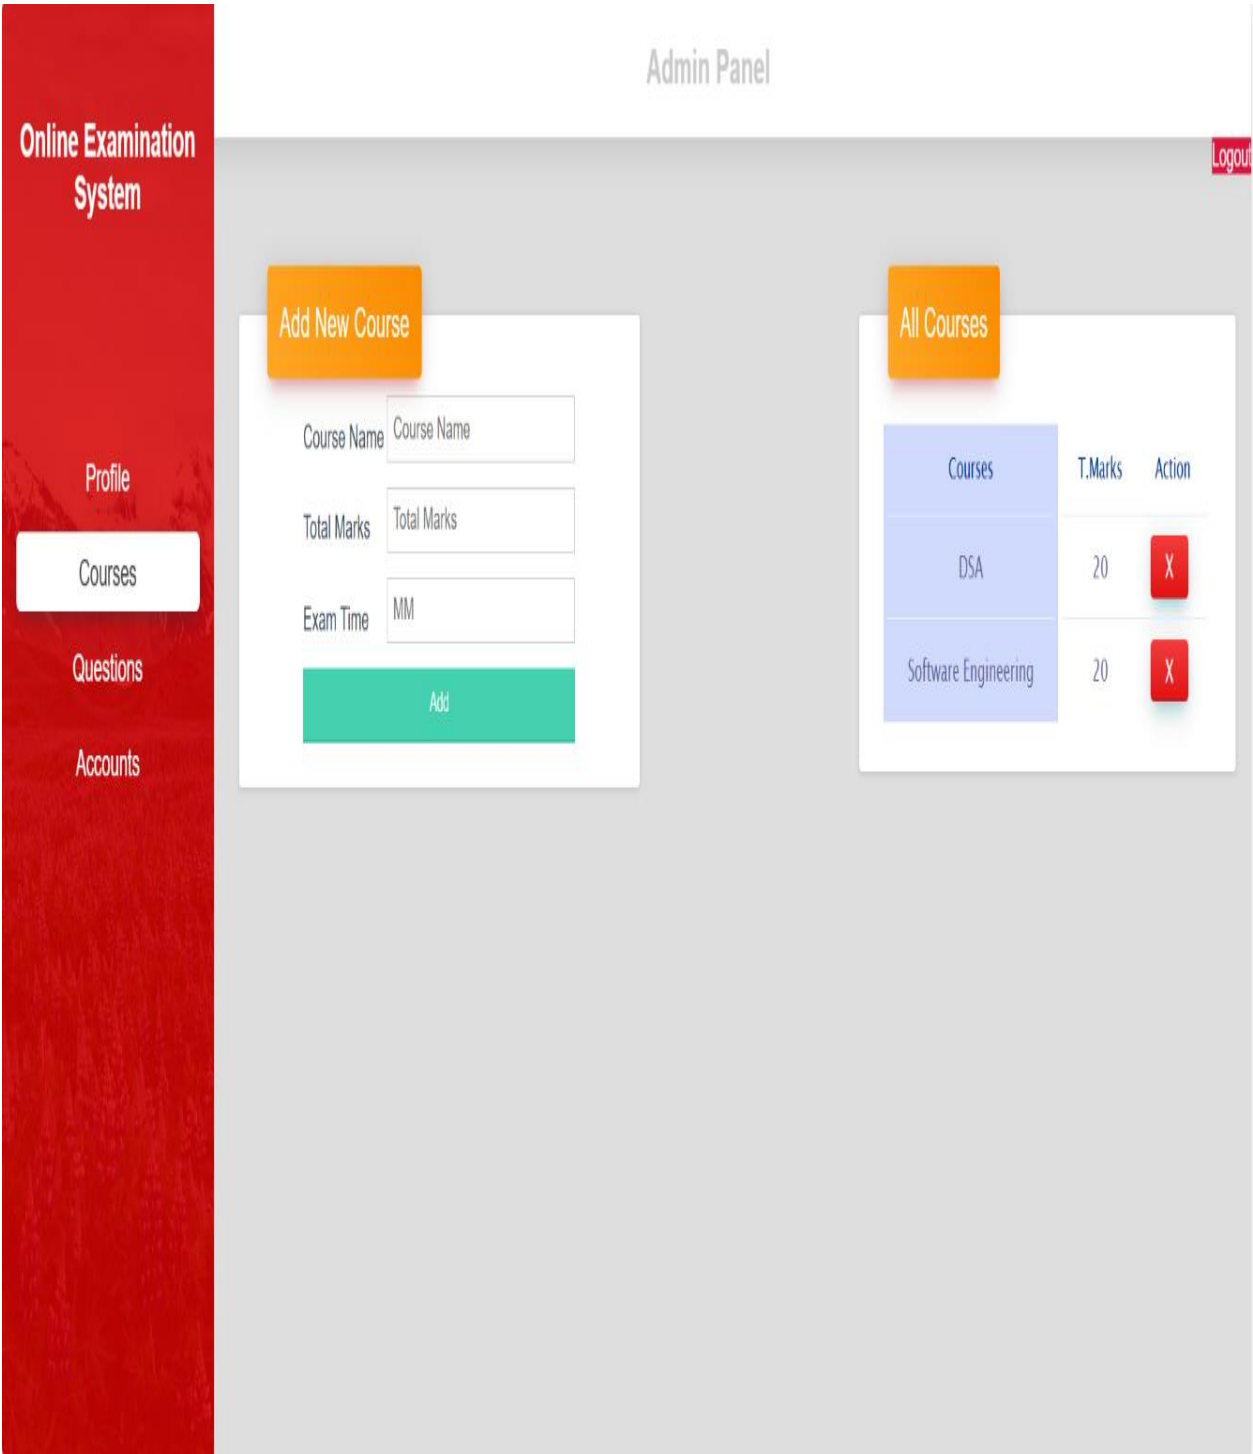 Online Examination
System
Profile
Courses
Questions
Accounts
Admin Panel
Logout
Add New Course
Course Name Course Name
Total Marks Total Marks
Exam Time MM
Add
All Courses
Courses T.Marks Action
DSA 20 X
Software Engineering 20 X